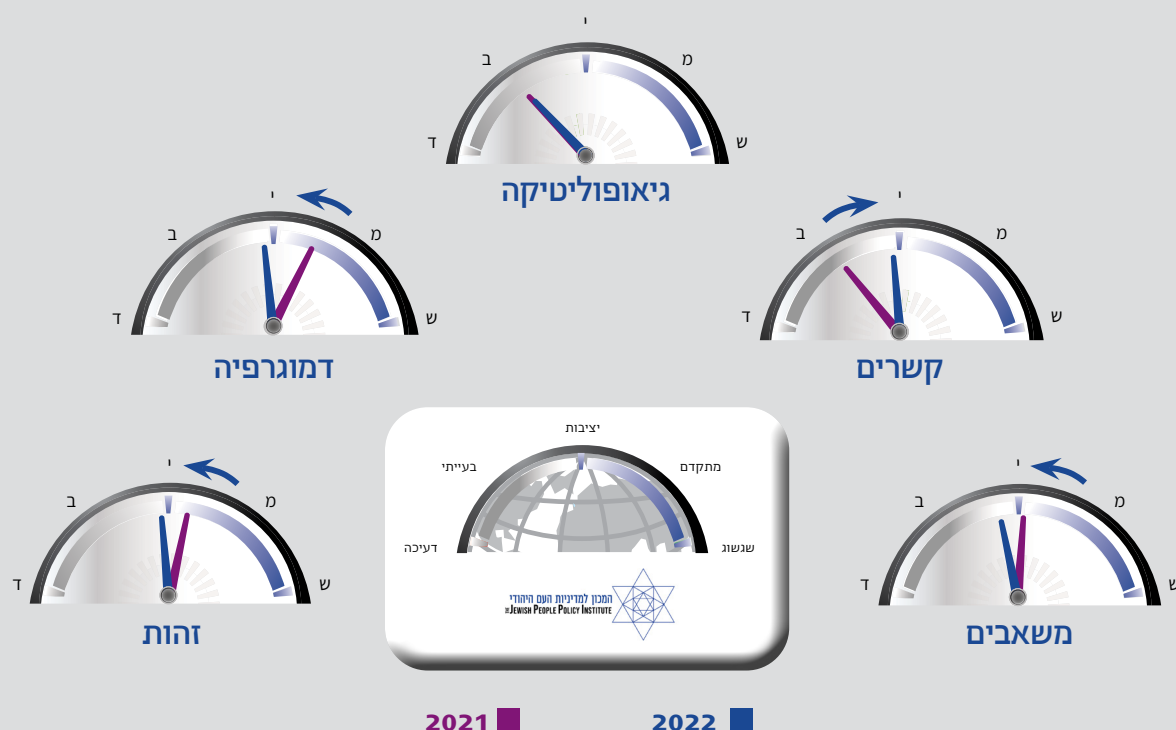 י
ב
מ
ד
ש
גיאופוליטיקה
י
ב
מ
ד
ש
קשרים
י
ב
מ
ד
ש
דמוגרפיה
יציבות
מתקדם
בעייתי
שגשוג
דעיכה
המכון למדיניות העם היהודי
THE JEWISH PEOPLE POLICY INSTITUTE
י
ב
מ
ד
ש
משאבים
י
ב
מ
ד
ש
זהות
2022
2021